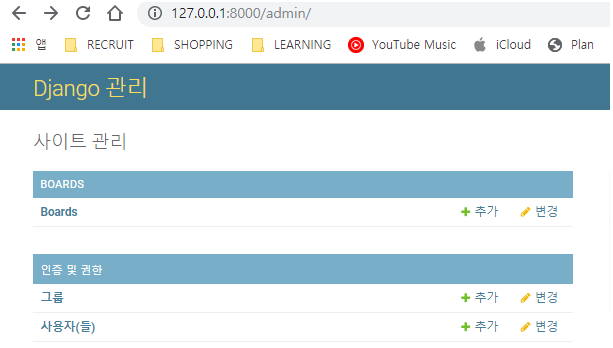 127.0.0.1:8000/admin/
앱 RECRUIT SHOPPING LEARNING YouTube Music iCloud Plan
Django 관리
사이트 관리
BOARDS
Boards 추가 변경
인증 및 권한
그룹 추가 변경
사용자(들) 추가 변경